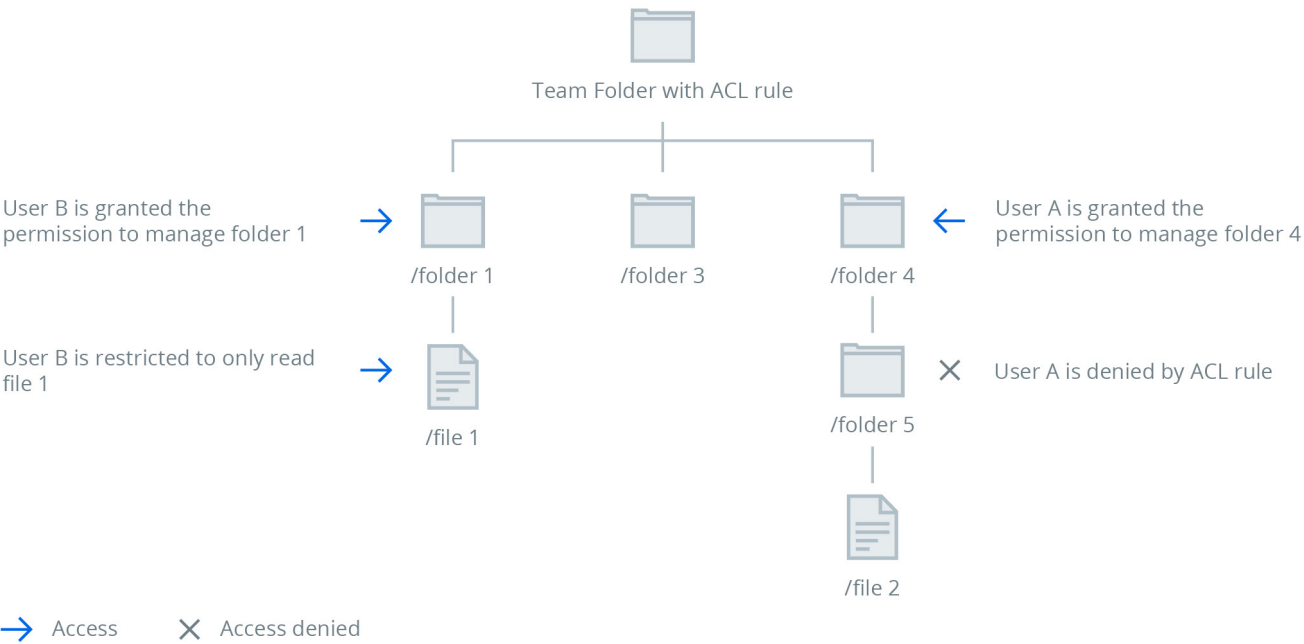 Team Folder with ACL rule
User B is granted the
permission to manage folder 1
/folder 1
/folder 3
/folder 4
User A is granted the
permission to manage folder 4
User B is restricted to only read
file 1
/file 1
/folder 5
User A is denied by ACL rule
/file 2
Access
Access denied